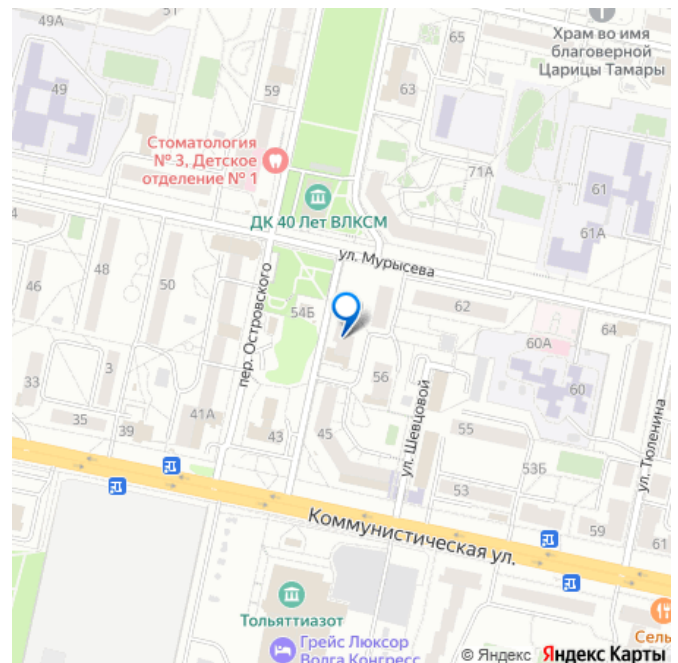 49А
49
59
65
63
Храм во имя
благоверной
Царицы Тамары
Стоматология
№ 3, Детское
отделение № 1
71А
61
ДК 40 Лет ВЛКСМ
61А
ул. Мурысева
48
50
46
пер. Островского
54Б
62
64
60А
60
33
3
56
ул. Шевцовой
ул. Тюленина
35
39
41А
43
45
55
53Б
53
59
61
Коммунистическая ул.
Тольяттиазот
Грейс Люксор
Волга Конгресс
Сель
© Яндекс Яндекс Карты